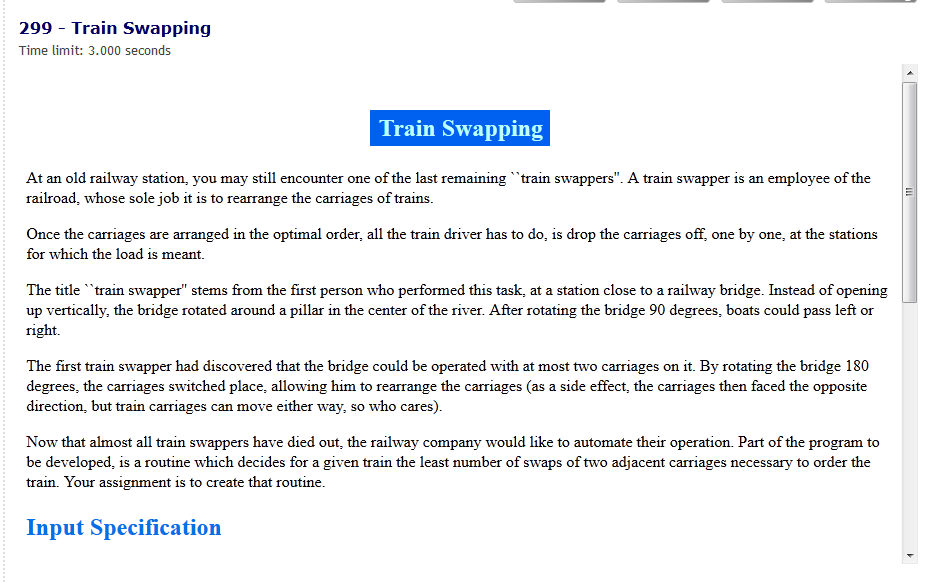 299 - Train Swapping
Time limit: 3.000 seconds
Train Swapping
At an old railway station, you may still encounter one of the last remaining ``train swappers''. A train swapper is an employee of the
railroad, whose sole job it is to rearrange the carriages of trains.
Once the carriages are arranged in the optimal order, all the train driver has to do, is drop the carriages off, one by one, at the stations
for which the load is meant.
The title ``train swapper'' stems from the first person who performed this task, at a station close to a railway bridge. Instead of opening
up vertically, the bridge rotated around a pillar in the center of the river. After rotating the bridge 90 degrees, boats could pass left or
right.
The first train swapper had discovered that the bridge could be operated with at most two carriages on it. By rotating the bridge 180
degrees, the carriages switched place, allowing him to rearrange the carriages (as a side effect, the carriages then faced the opposite
direction, but train carriages can move either way, so who cares).
Now that almost all train swappers have died out, the railway company would like to automate their operation. Part of the program to
be developed, is a routine which decides for a given train the least number of swaps of two adjacent carriages necessary to order the
train. Your assignment is to create that routine.
Input Specification